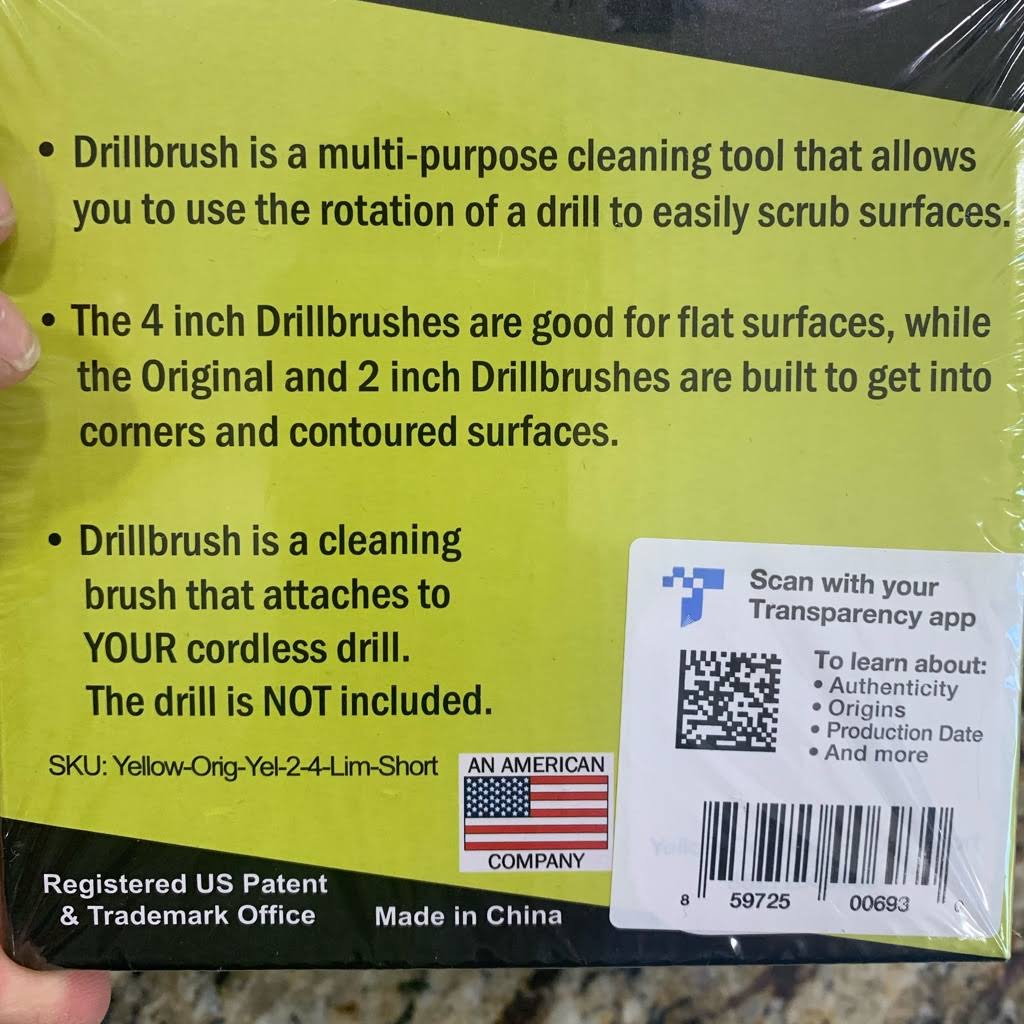 • Drillbrush is a multi-purpose cleaning tool that allows
you to use the rotation of a drill to easily scrub surfaces.
• The 4 inch Drillbrushes are good for flat surfaces, while
the Original and 2 inch Drillbrushes are built to get into
corners and contoured surfaces.
• Drillbrush is a cleaning
brush that attaches to
YOUR cordless drill.
The drill is NOT included.
SKU: Yellow-Orig-Yel-2-4-Lim-Short
AN AMERICAN
COMPANY
Registered US Patent
& Trademark Office
Made in China
Scan with your
Transparency app
To learn about:
• Authenticity
• Origins
• Production Date
• And more
8 59725 00693